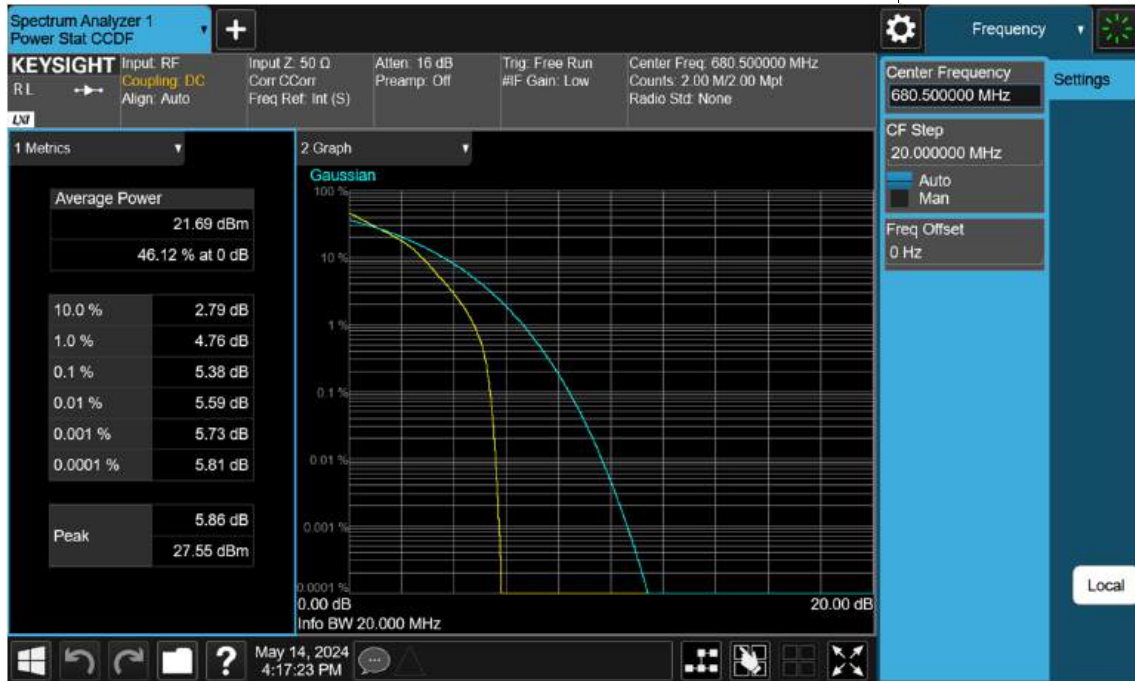 Spectrum Analyzer 1
Power Stat CCDF
+
Frequency
KEYSIGHT
RL
LXI
Input: RF
Coupling: DC
Align: Auto
Input Z: 50 Ω
Corr CCorr
Freq Ref: Int (S)
Atten: 16 dB
Preamp: Off
Trig: Free Run
#IF Gain: Low
Center Freq: 680.500000 MHz
Counts: 2.00 M/2.00 Mpt
Radio Std: None
Center Frequency
680.500000 MHz
Settings
CF Step
20.000000 MHz
Auto
Man
Freq Offset
0 Hz
1 Metrics
Average Power
21.69 dBm
46.12 % at 0 dB
10.0 % 2.79 dB
1.0 % 4.76 dB
0.1 % 5.38 dB
0.01 % 5.59 dB
0.001 % 5.73 dB
0.0001 % 5.81 dB
Peak 5.86 dB
27.55 dBm
2 Graph
Gaussian
100 %
10 %
1 %
0.1 %
0.01 %
0.001 %
0.0001 %
0.00 dB 20.00 dB
Info BW 20.000 MHz
Local
? May 14, 2024
4:17:23 PM